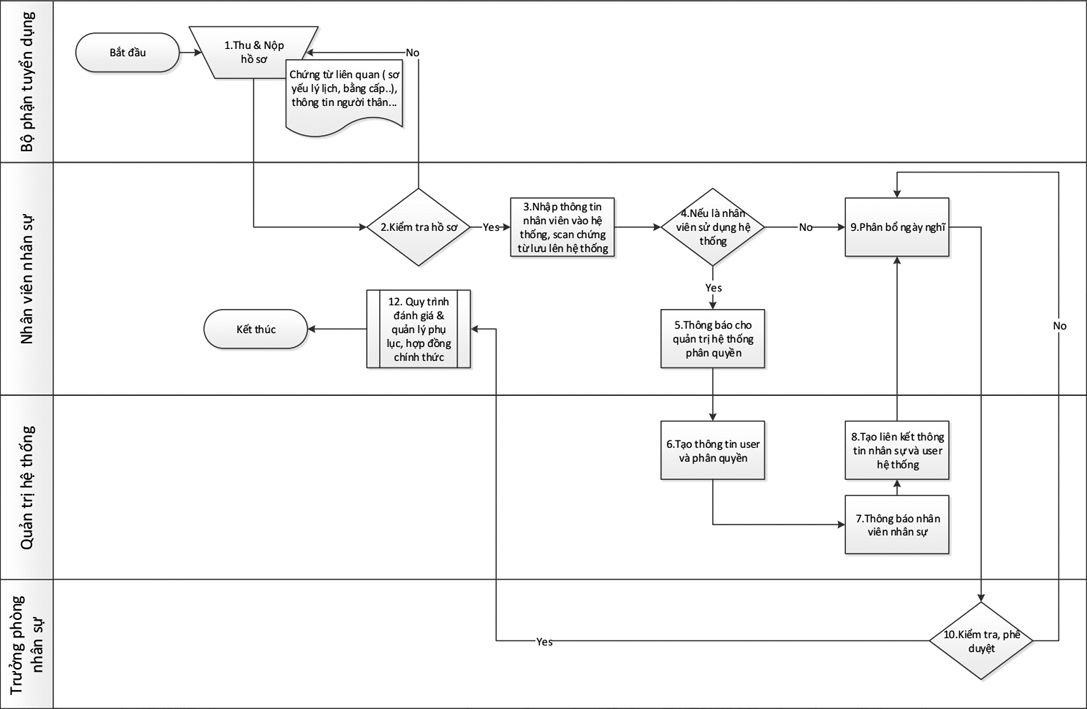 Bộ phận tuyển dụng
Bắt đầu
1.Thu & Nộp
hồ sơ
No
Chứng từ liên quan ( sơ
yếu lý lịch, bằng cấp..),
thông tin người thân...
Nhân viên nhân sự
2.Kiểm tra hồ sơ
Yes
3.Nhập thông tin
nhân viên vào hệ
thống, scan chứng
từ lưu lên hệ thống
4.Nếu là nhân
viên sử dụng hệ
thống
No
9.Phân bổ ngày nghĩ
Yes
Kết thúc
12. Quy trình
đánh giá &
quản lý phụ
lục, hợp đồng
chính thức
5.Thông báo cho
quản trị hệ thống
phân quyền
No
Quản trị hệ thống
6.Tạo thông tin user
và phân quyền
8.Tạo liên kết thông
tin nhân sự và user
hệ thống
7.Thông báo nhân
viên nhân sự
Trưởng phòng
nhân sự
Yes
10.Kiểm tra, phê
duyệt